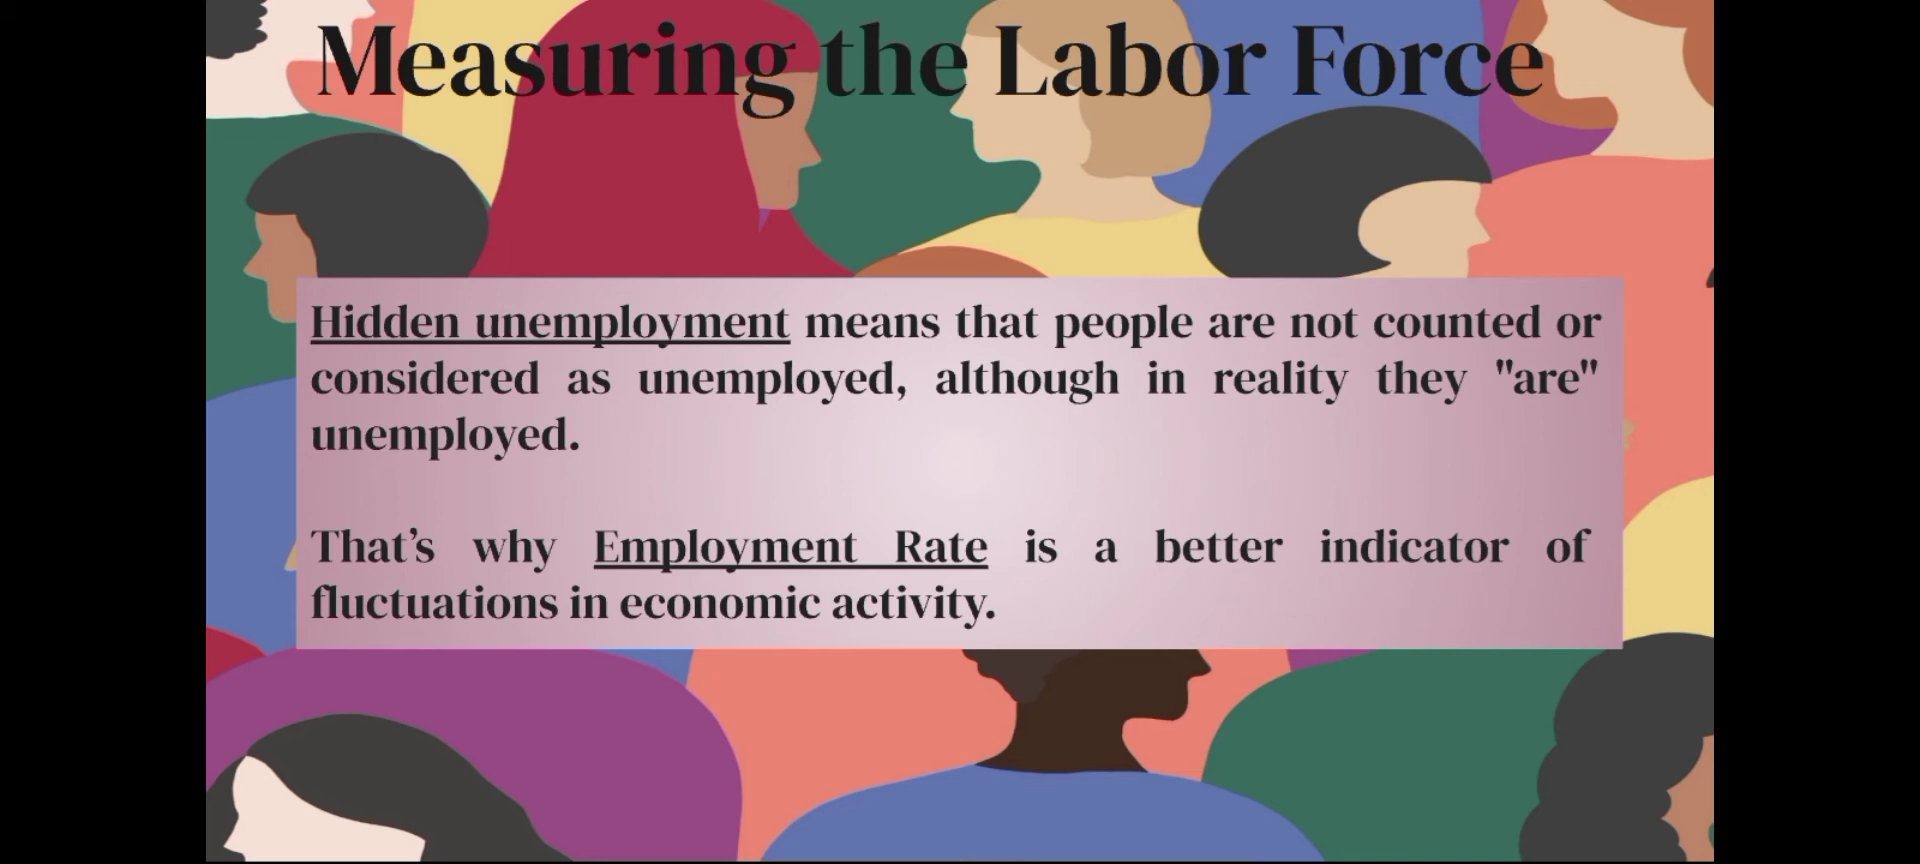 Measuring the Labor Force
Hidden unemployment means that people are not counted or
considered as unemployed, although in reality they "are"
unemployed.
That’s why Employment Rate is a better indicator of
fluctuations in economic activity.